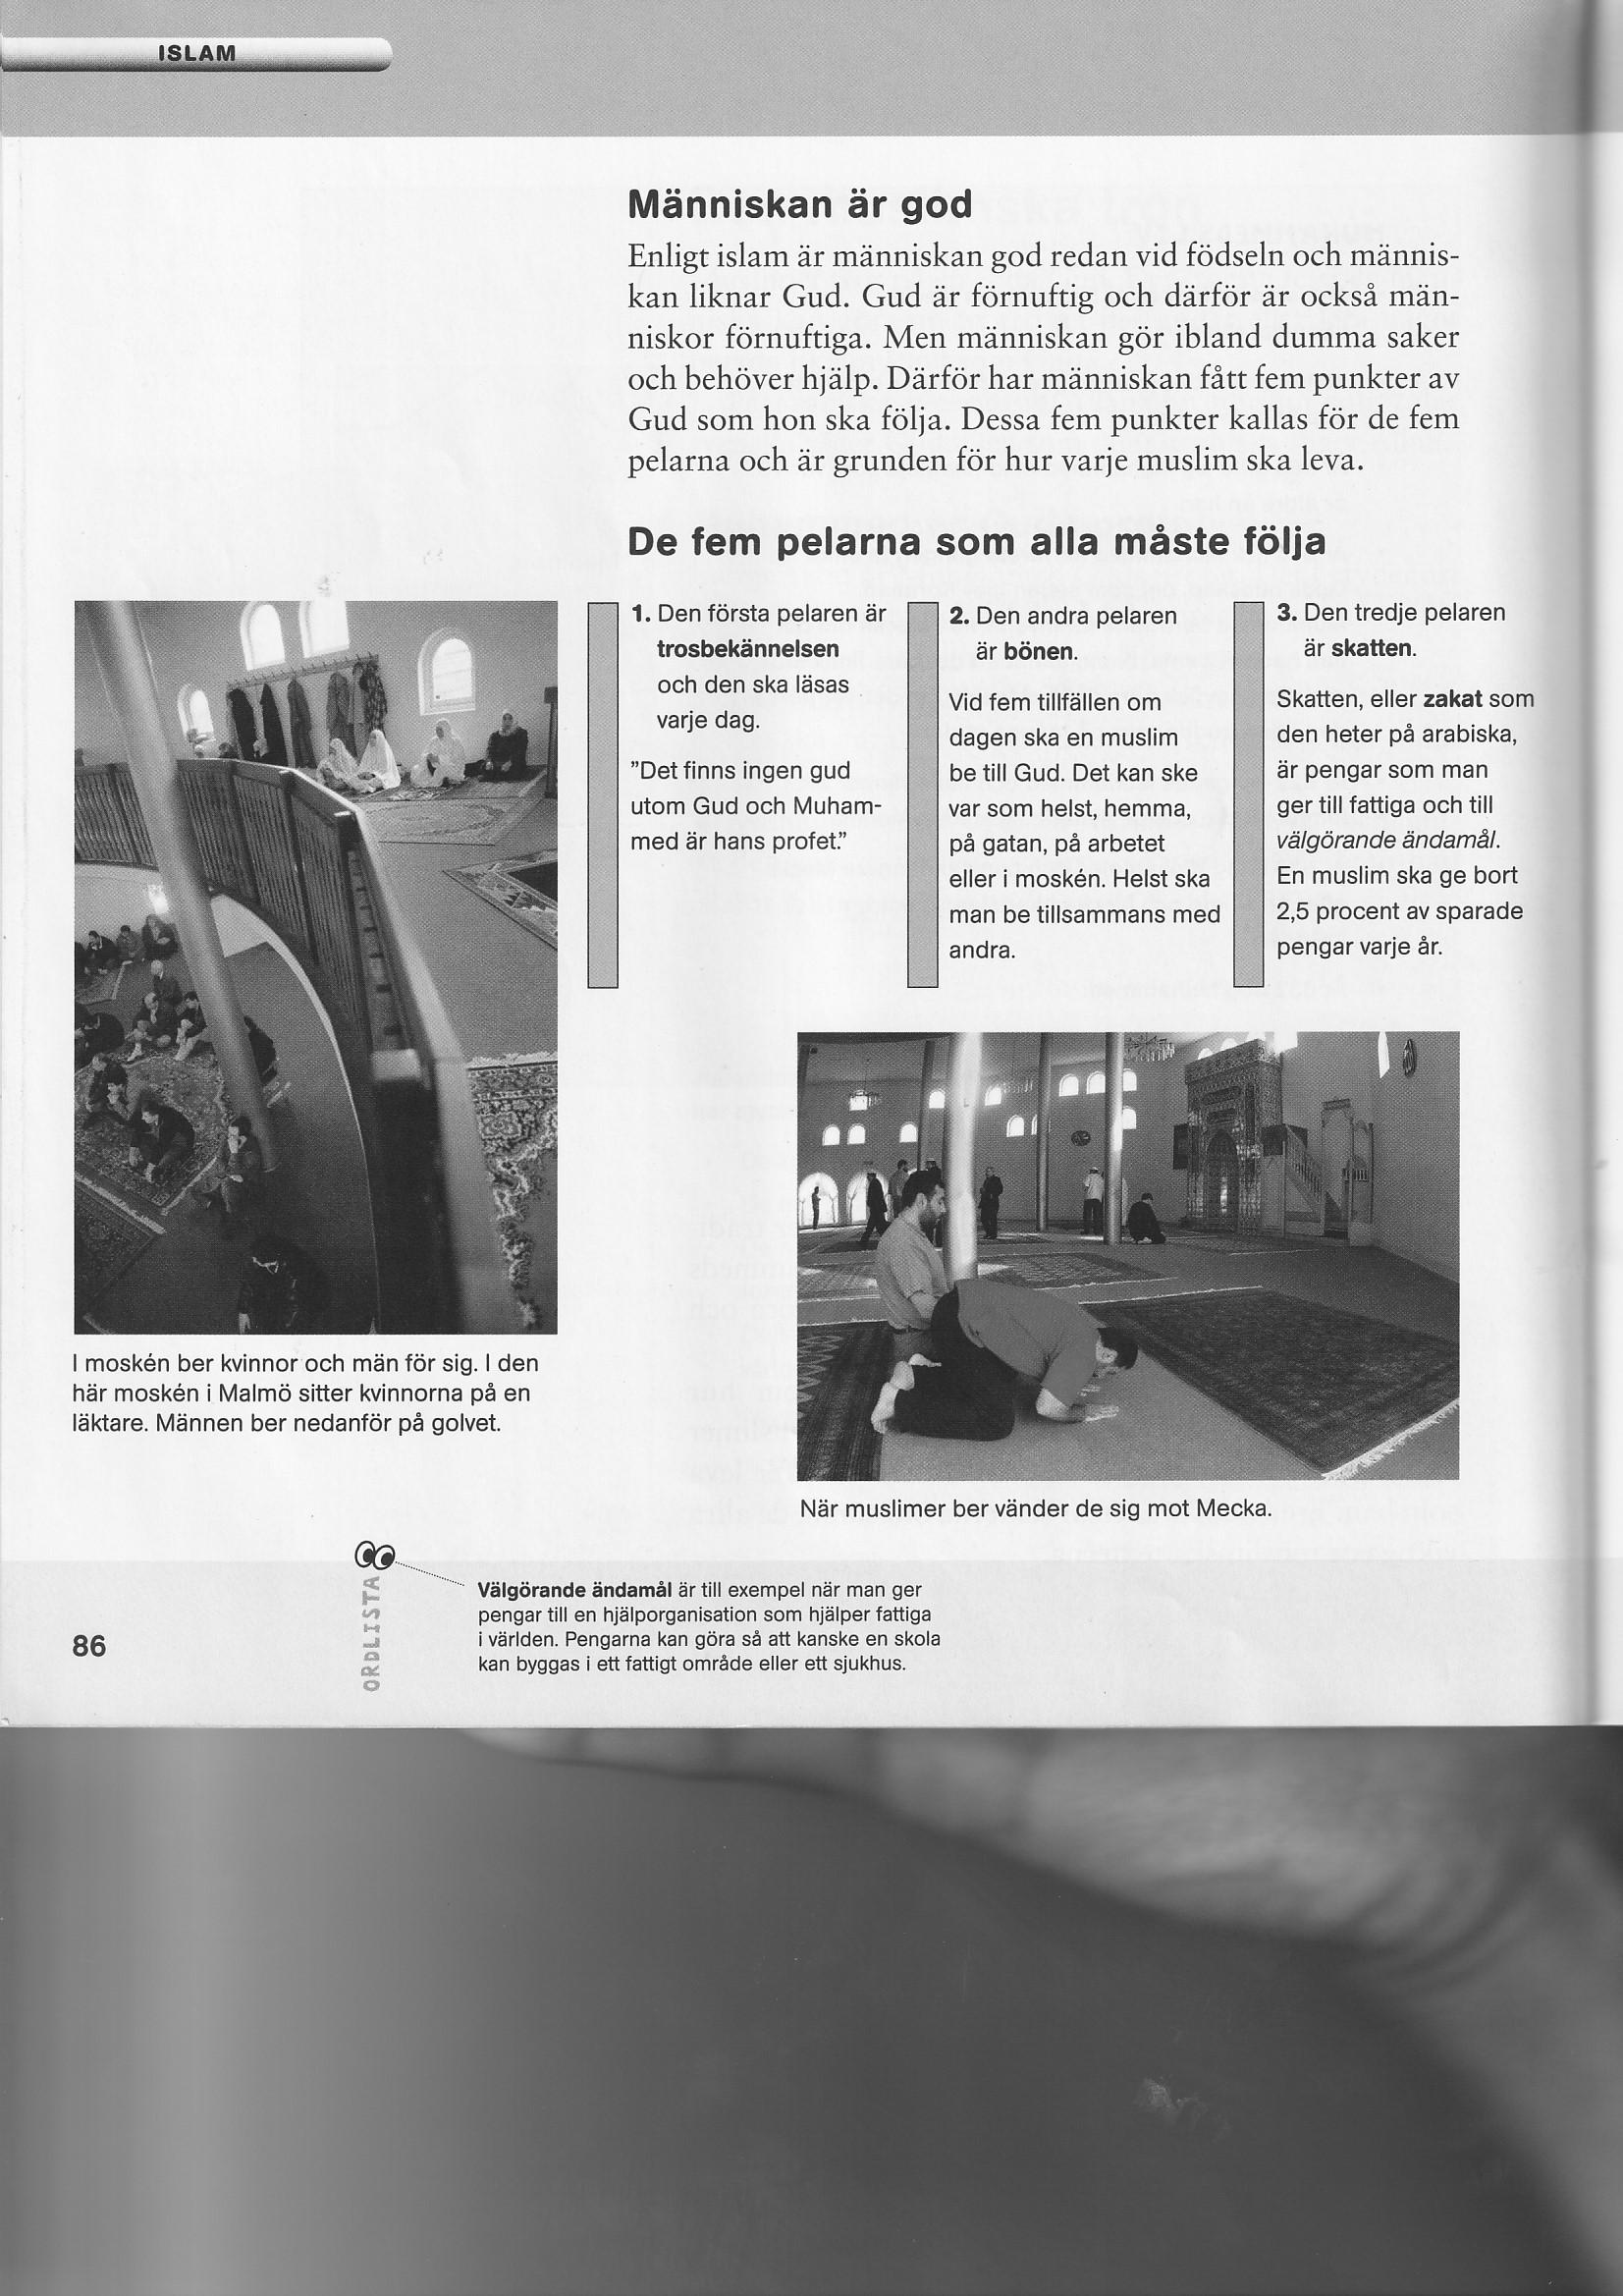 ISLAM
Människan är god
Enligt islam är människan god redan vid födseln och männis-
kan liknar Gud. Gud är förnuftig och därför är också män-
niskor förnuftiga. Men människan gör ibland dumma saker
och behöver hjälp. Därför har människan fått fem punkter av
Gud som hon ska följa. Dessa fem punkter kallas för de fem
pelarna och är grunden för hur varje muslim ska leva.
De fem pelarna som alla måste följa
1. Den första pelaren är
trosbekännelsen
och den ska läsas
varje dag.
"Det finns ingen gud
utom Gud och Muham-
med är hans profet."
2. Den andra pelaren
är bönen.
Vid fem tillfällen om
dagen ska en muslim
be till Gud. Det kan ske
var som helst, hemma,
på gatan, på arbetet
eller i moskén. Helst ska
man be tillsammans med
andra.
3. Den tredje pelaren
är skatten.
Skatten, eller zakat som
den heter på arabiska,
är pengar som man
ger till fattiga och till
välgörande ändamål.
En muslim ska ge bort
2,5 procent av sparade
pengar varje år.
I moskén ber kvinnor och män för sig. I den
här moskén i Malmö sitter kvinnorna på en
läktare. Männen ber nedanför på golvet.
När muslimer ber vänder de sig mot Mecka.
ORDLISTA
Välgörande ändamål är till exempel när man ger
pengar till en hjälporganisation som hjälper fattiga
i världen. Pengarna kan göra så att kanske en skola
kan byggas i ett fattigt område eller ett sjukhus.
86